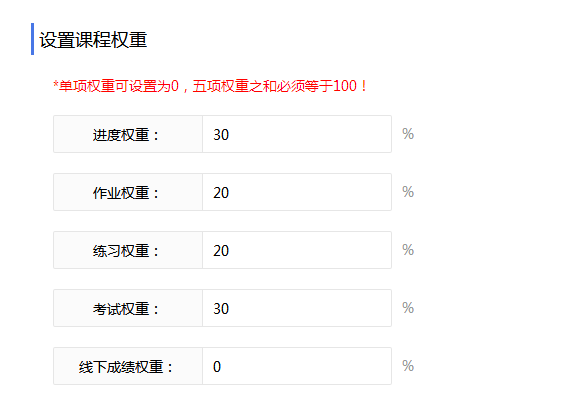 设置课程权重
*单项权重可设置为0，五项权重之和必须等于100！
进度权重： 30 %
作业权重： 20 %
练习权重： 20 %
考试权重： 30 %
线下成绩权重： 0 %